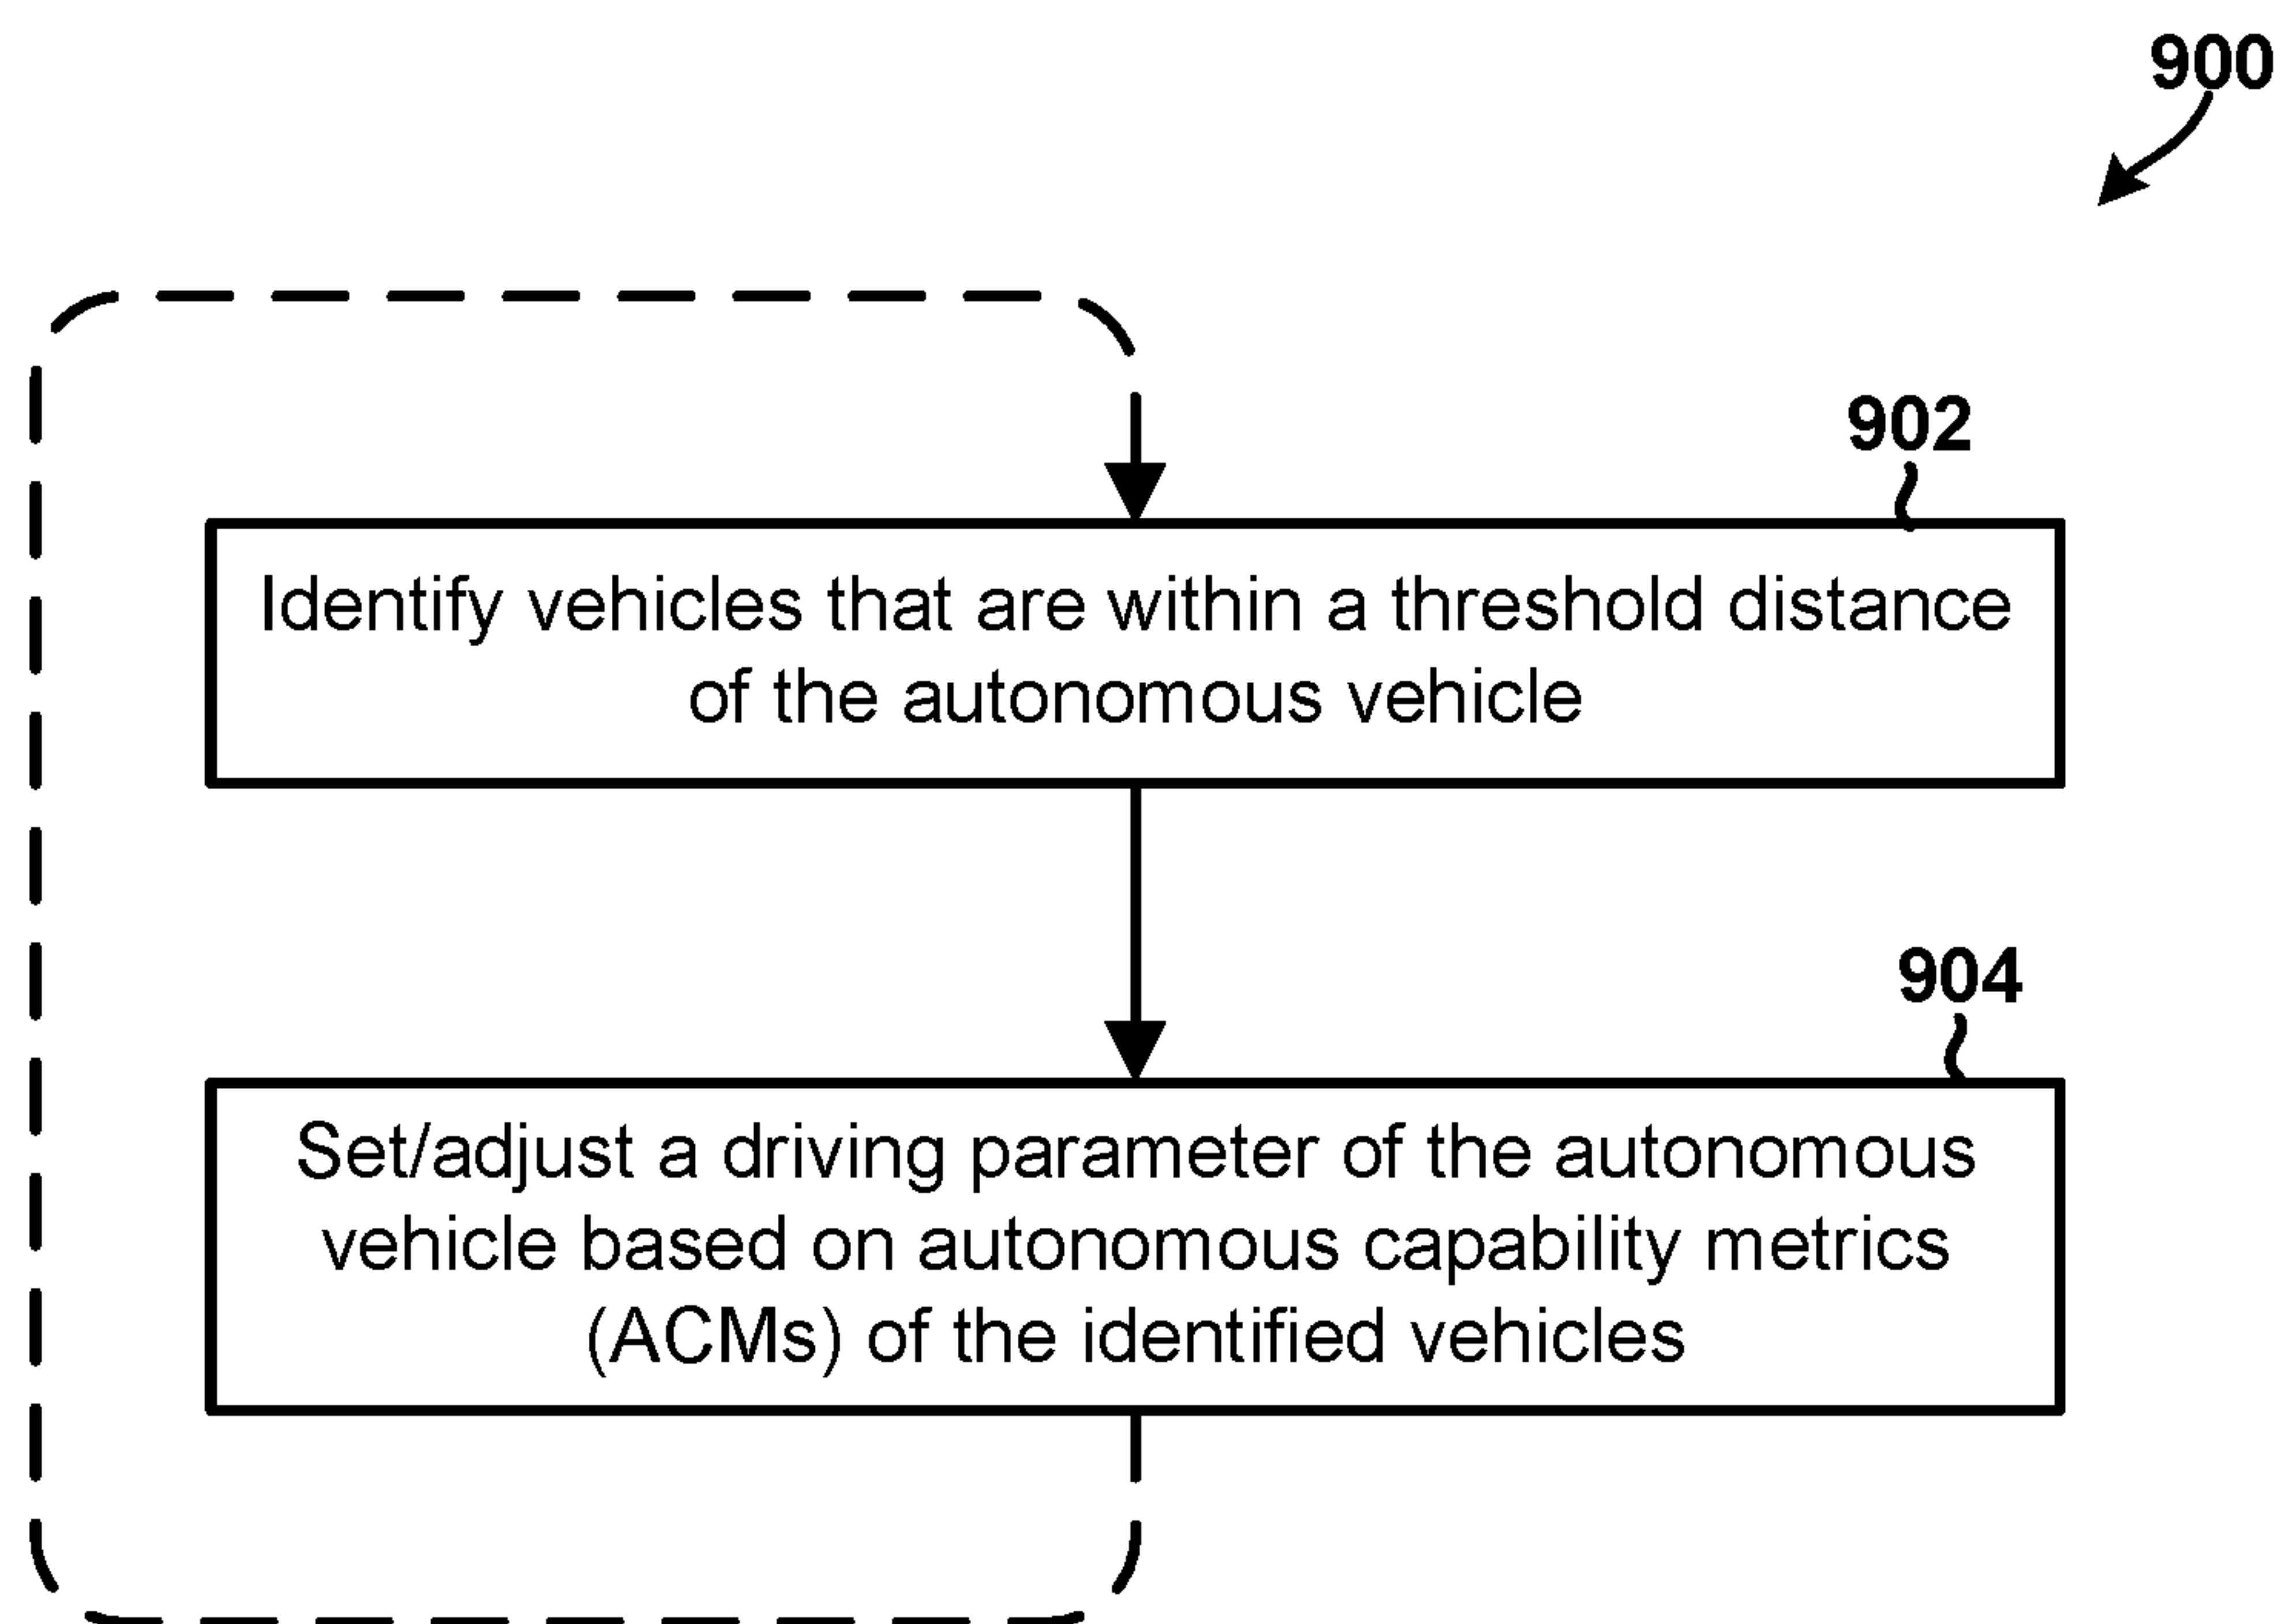 900
902
Identify vehicles that are within a threshold distance
of the autonomous vehicle
904
Set/adjust a driving parameter of the autonomous
vehicle based on autonomous capability metrics
(ACMs) of the identified vehicles